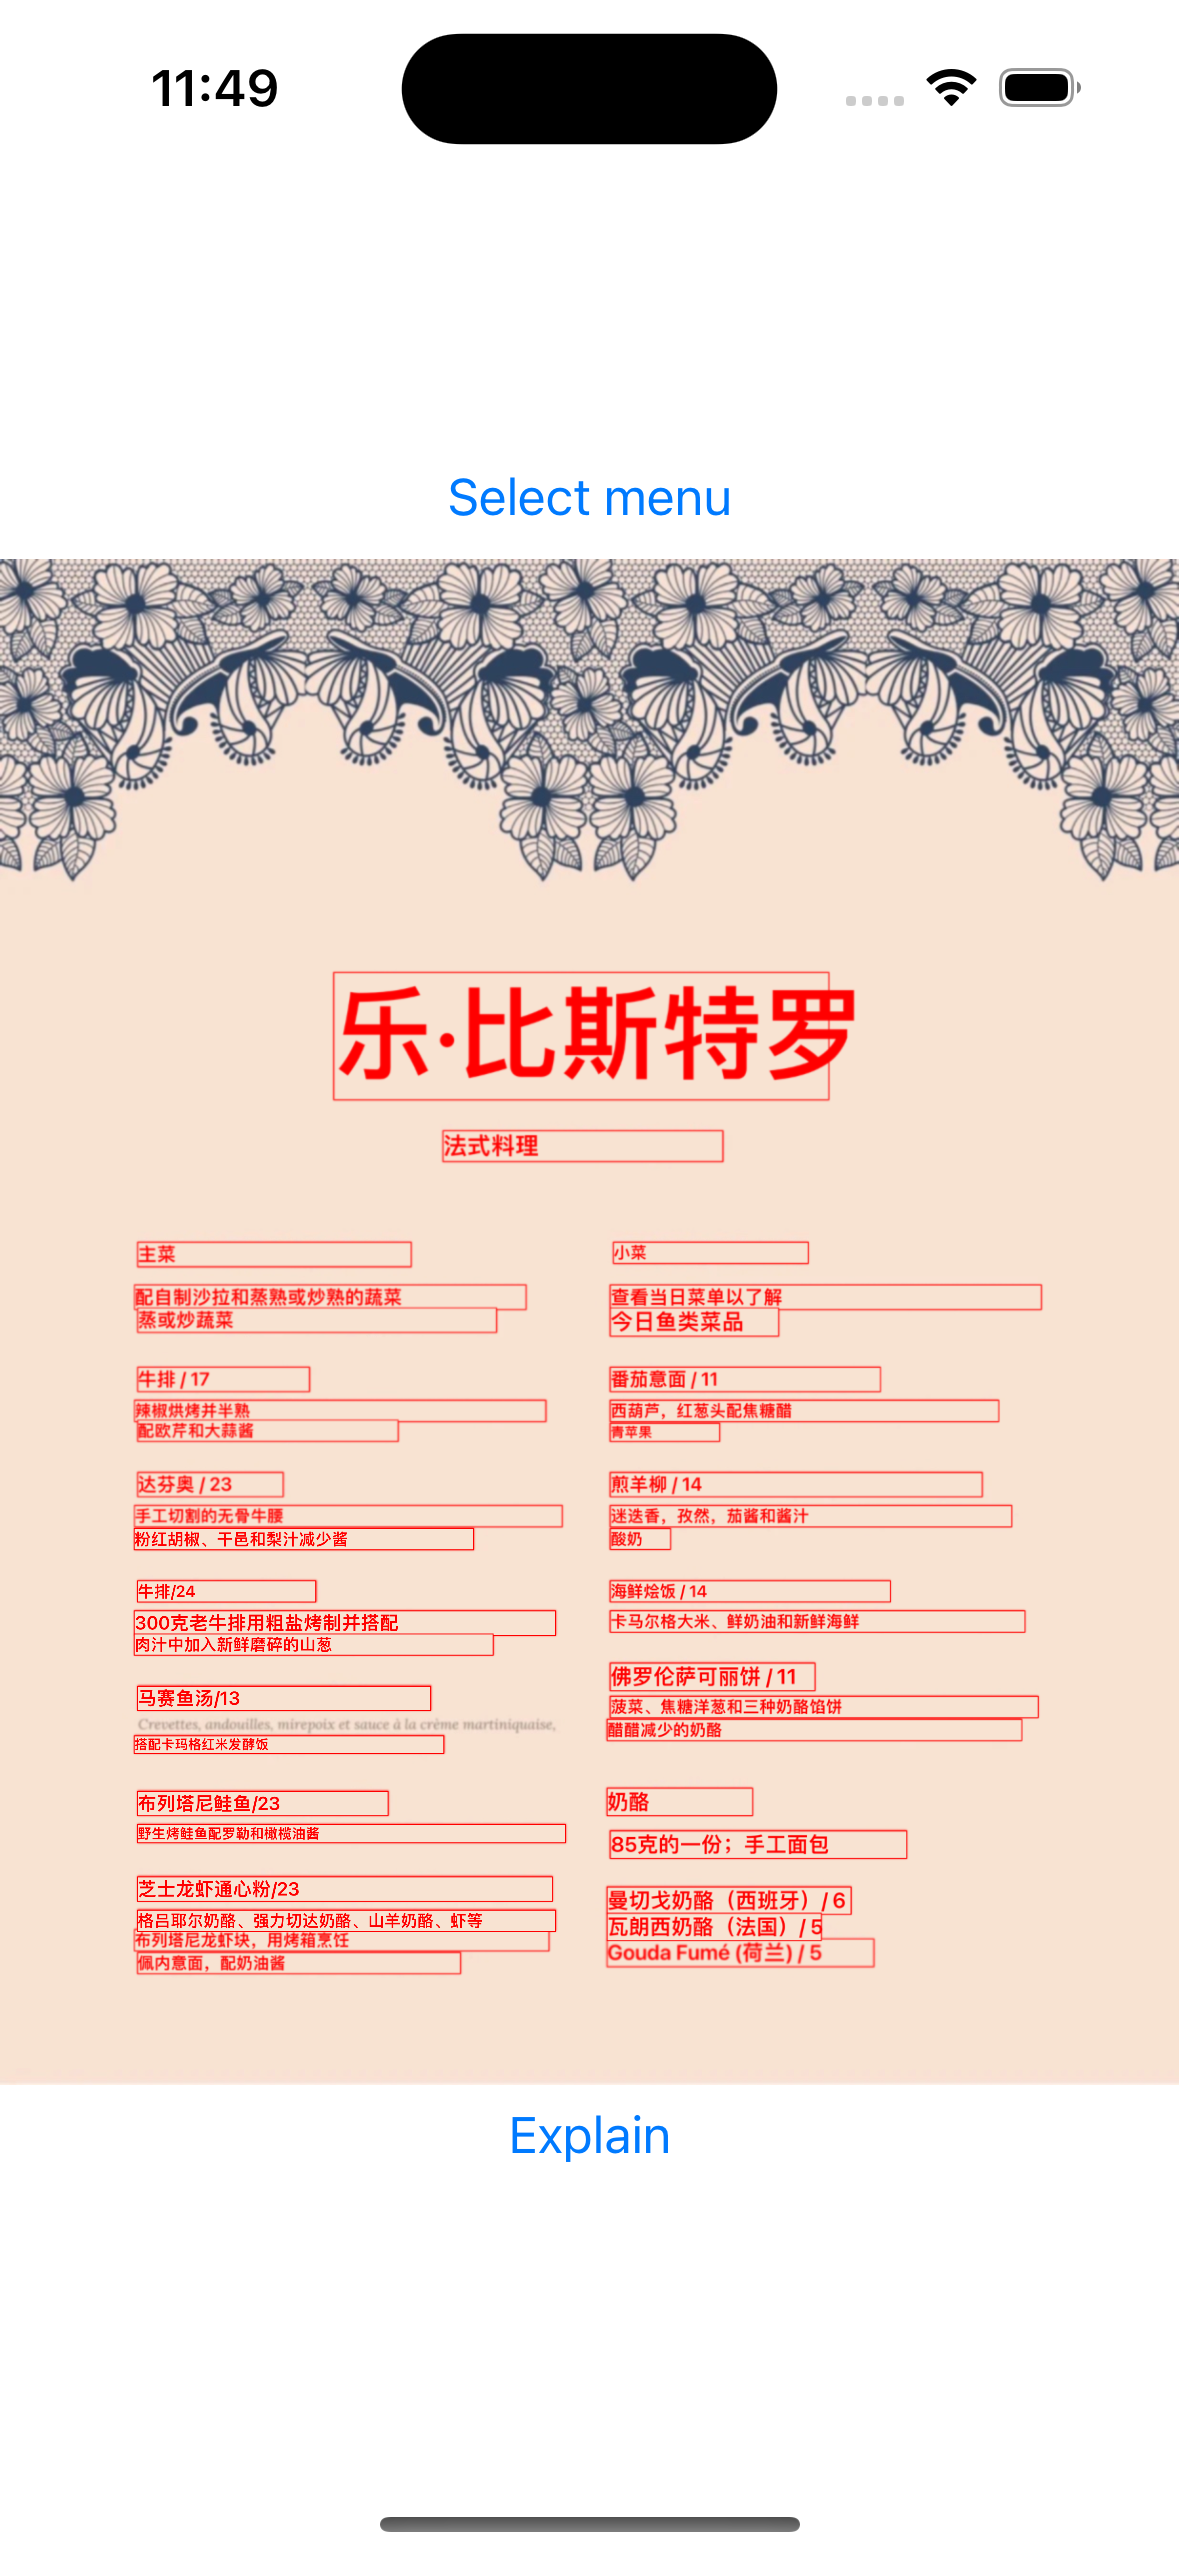 11:49
Select menu
乐·比斯特罗
法式料理
主菜
配自制沙拉和蒸熟或炒熟的蔬菜
蒸或炒蔬菜
牛排 / 17
辣椒烘烤并半熟
配欧芹和大蒜酱
达芬奥 / 23
手工切割的无骨牛腰
粉红胡椒、干邑和梨汁减少酱
牛排/24
300克老牛排用粗盐烤制并搭配
肉汁中加入新鲜磨碎的山葱
马赛鱼汤/13
Crevettes, andouilles, mirepoix et sauce à la crème martiniquaise,
搭配卡玛格红米发酵饭
布列塔尼鲑鱼/23
野生烤鲑鱼配罗勒和橄榄油酱
芝士龙虾通心粉/23
格吕耶尔奶酪、强力切达奶酪、山羊奶酪、虾等
布列塔尼龙虾块，用烤箱烹饪
佩内意面，配奶油酱
小菜
查看当日菜单以了解
今日鱼类菜品
番茄意面 / 11
西葫芦，红葱头配焦糖醋
青苹果
煎羊柳 / 14
迷迭香，孜然，茄酱和酱汁
酸奶
海鲜烩饭 / 14
卡马尔格大米、鲜奶油和新鲜海鲜
佛罗伦萨可丽饼 / 11
菠菜、焦糖洋葱和三种奶酪馅饼
醋醋减少的奶酪
奶酪
85克的一份；手工面包
曼切戈奶酪（西班牙）/ 6
瓦朗西奶酪（法国）/ 5
Gouda Fumé (荷兰) / 5
Explain